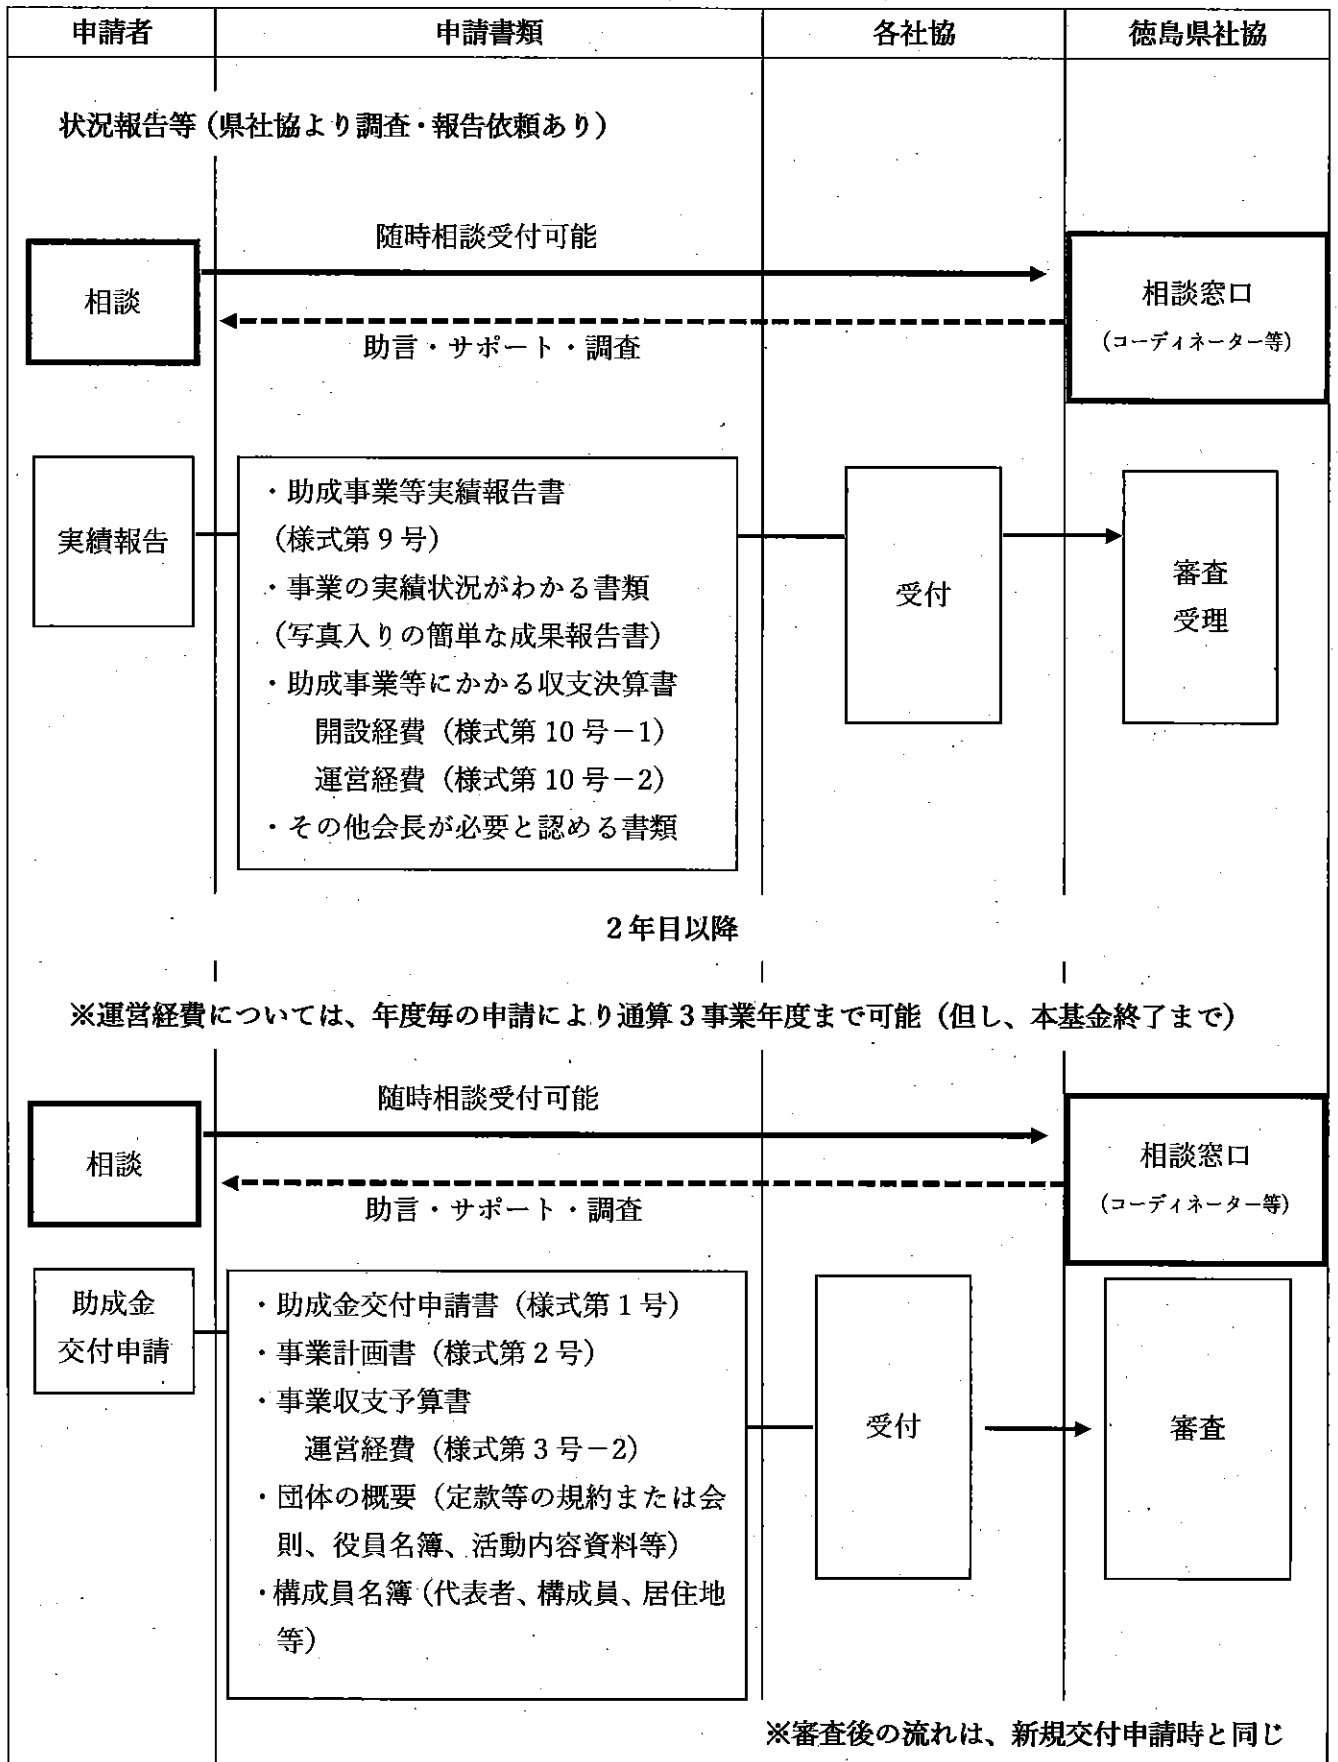 申請者 申請書類 各社協 徳島県社協
状況報告等（県社協より調査・報告依頼あり）
随時相談受付可能
相談
相談窓口
（コーディネーター等）
助言・サポート・調査
実績報告
・助成事業等実績報告書
（様式第９号）
・事業の実績状況がわかる書類
（写真入りの簡単な成果報告書）
・助成事業等にかかる収支決算書
開設経費（様式第 10 号－1）
運営経費（様式第 10 号－2）
・その他会長が必要と認める書類
受付
審査
受理
２年目以降
※運営経費については、年度毎の申請により通算３事業年度まで可能（但し、本基金終了まで）
随時相談受付可能
相談
相談窓口
（コーディネーター等）
助言・サポート・調査
助成金
交付申請
・助成金交付申請書（様式第１号）
・事業計画書（様式第２号）
・事業収支予算書
運営経費（様式第３号－2）
・団体の概要（定款等の規約または会
則、役員名簿、活動内容資料等）
・構成員名簿（代表者、構成員、居住地
等）
受付
審査
※審査後の流れは、新規交付申請時と同じ